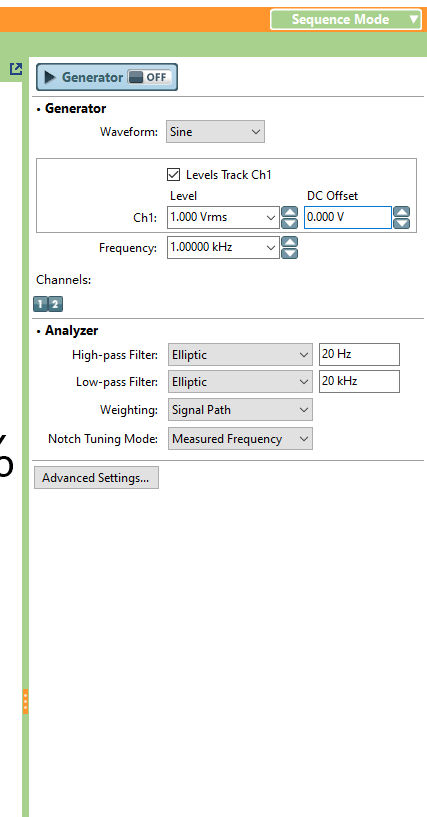 Sequence Mode
Generator OFF
Generator
Waveform: Sine
Levels Track Ch1
Level DC Offset
Ch1: 1.000 Vrms 0.000 V
Frequency: 1.00000 kHz
Channels:
1 2
Analyzer
High-pass Filter: Elliptic 20 Hz
Low-pass Filter: Elliptic 20 kHz
Weighting: Signal Path
%
Notch Tuning Mode: Measured Frequency
Advanced Settings...